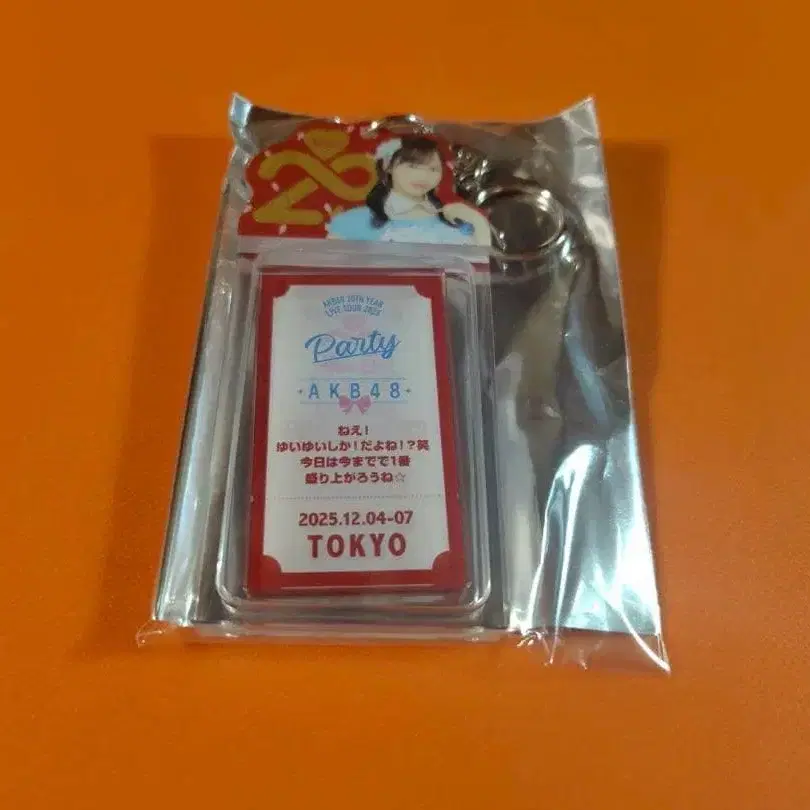 20
AKB48 20TH YEAR
LIVE TOUR 2025
Party
AKB48
ねえ!
ゆいゆいしか!だよね!?笑
今日は今までで1番
盛り上がろうね☆
2025.12.04-07
TOKYO